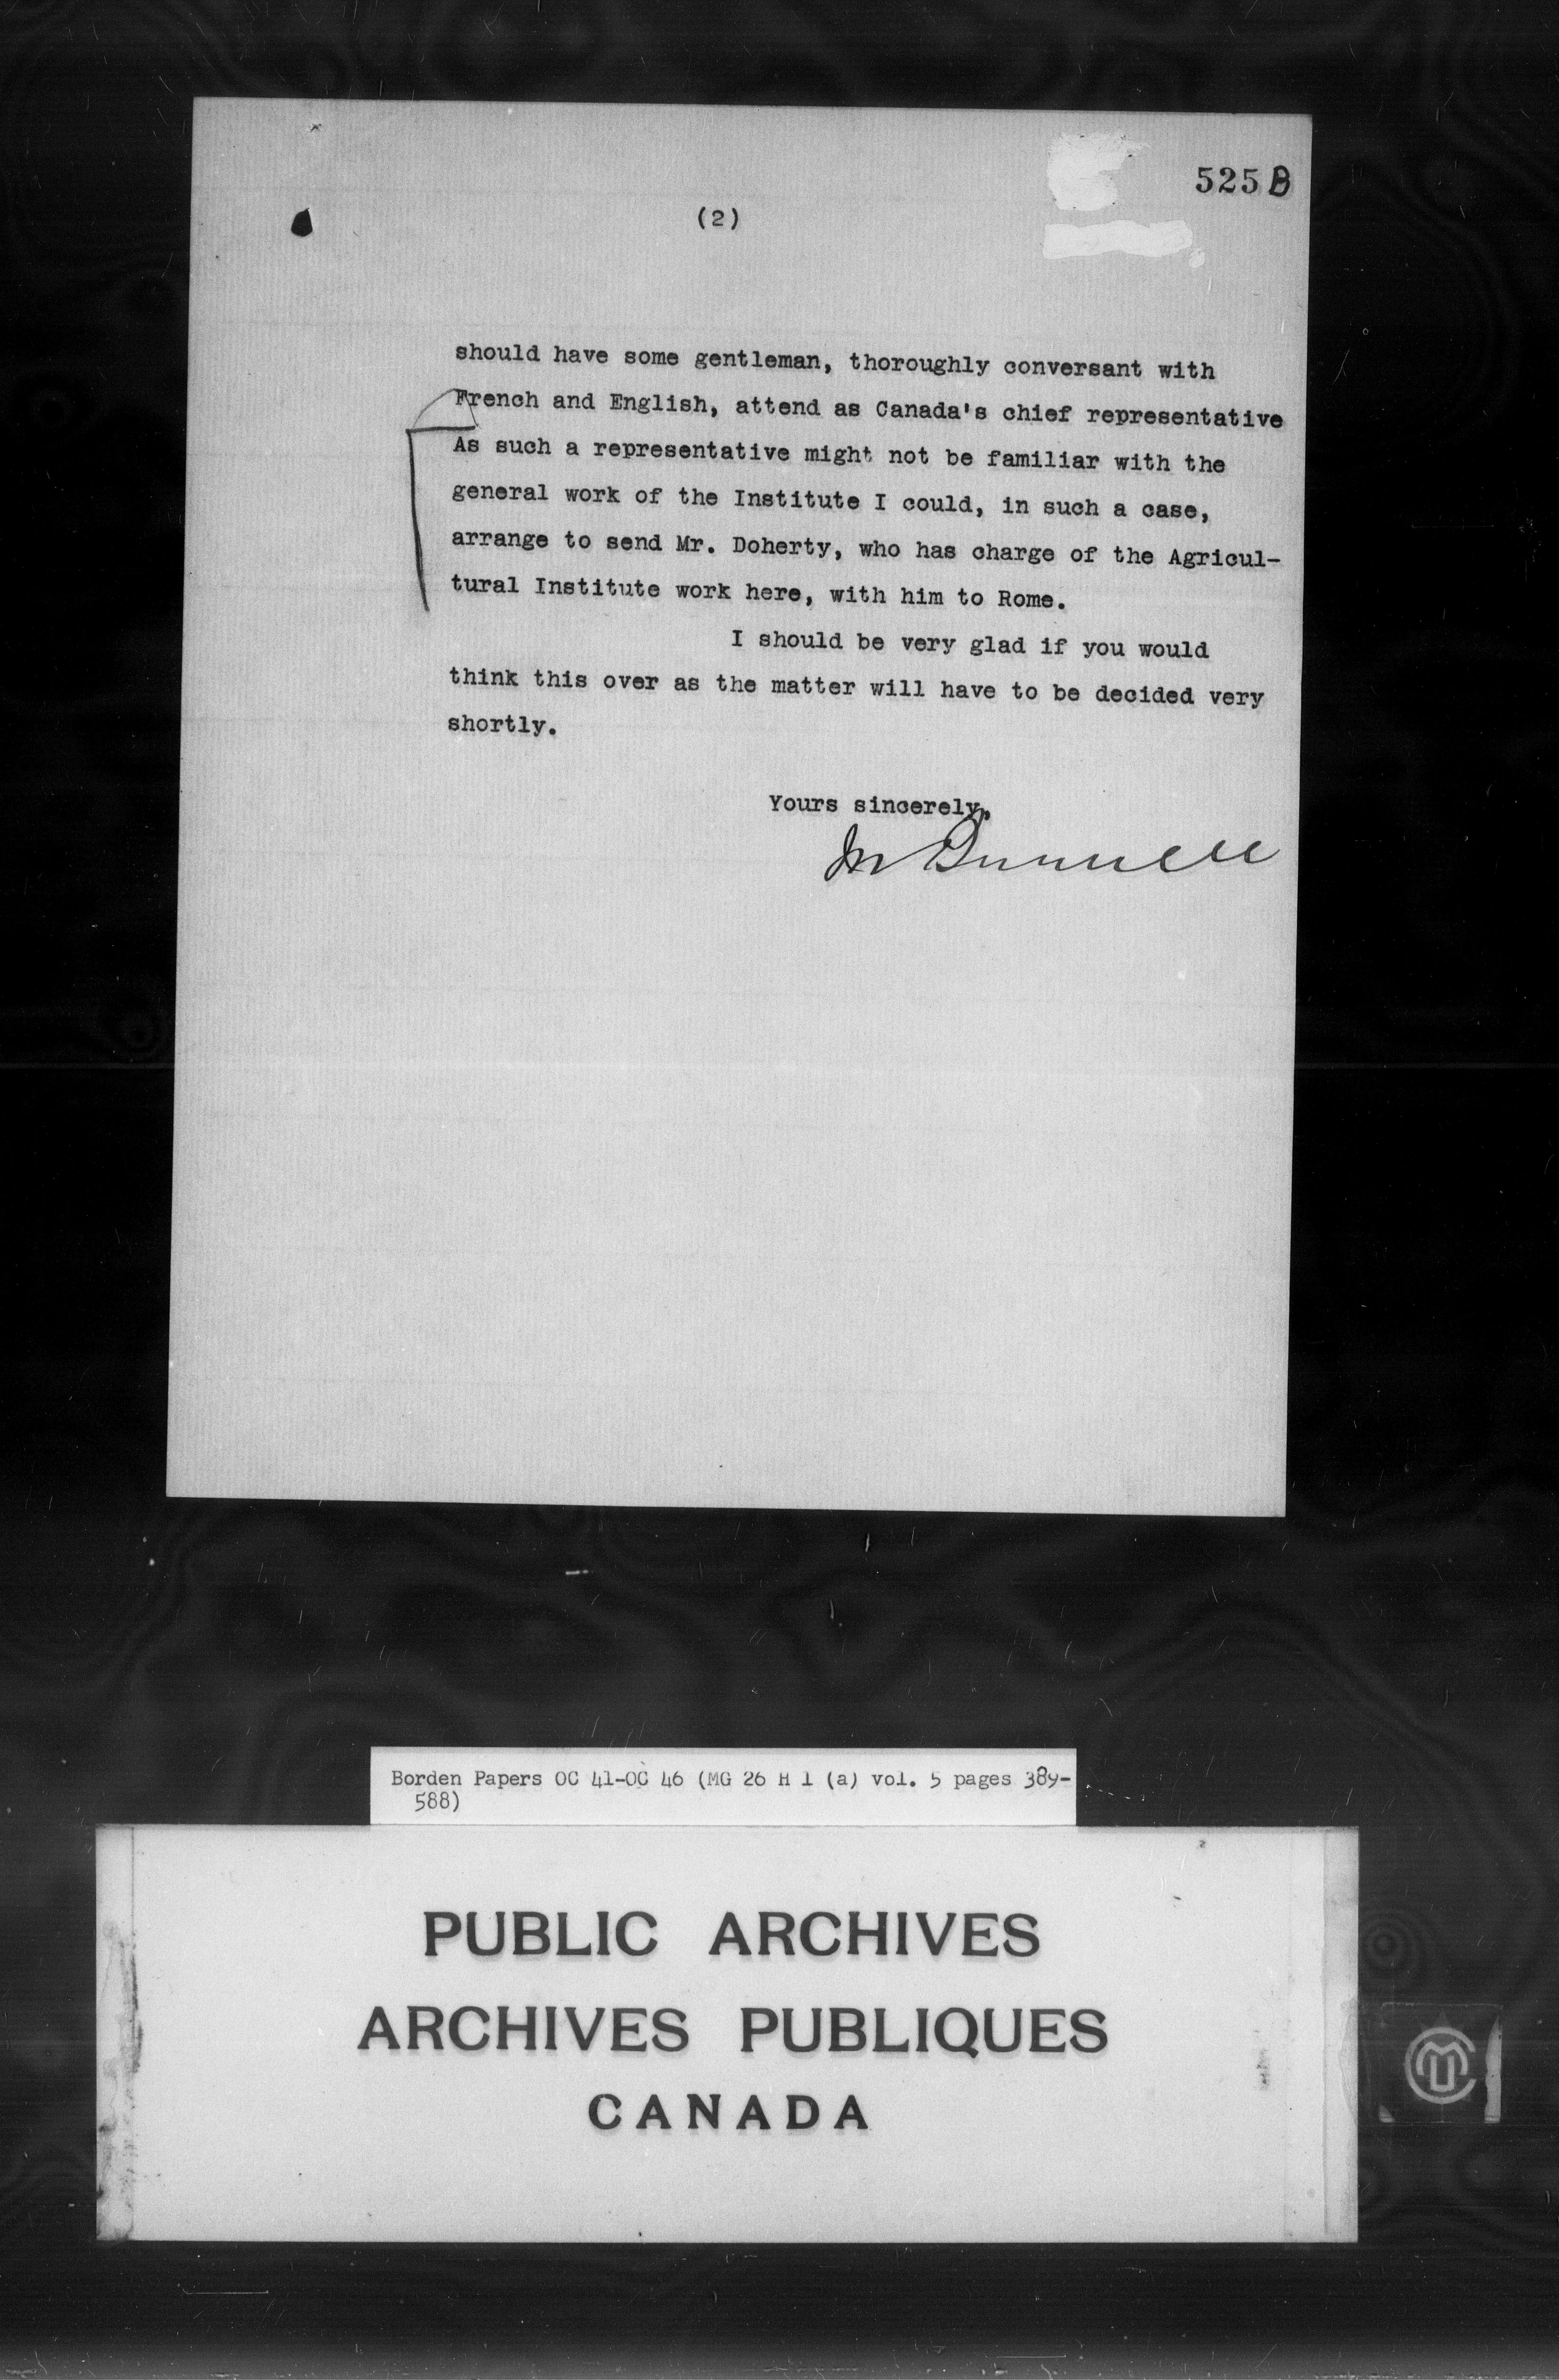 525B
(2)
should have some gentleman, thoroughly conversant with
French and English, attend as Canada's chief representative
As such a representative might not be familiar with the
general work of the Institute I could, in such a case,
arrange to send Mr. Doherty, who has charge of the Agricul-
tural Institute work here, with him to Rome.
I should be very glad if you would
think this over as the matter will have to be decided very
shortly.
Yours sincerely,
Borden Papers OC 41-OC 46 (MG 26 H 1 (a) vol. 5 pages 389-
588)
PUBLIC ARCHIVES
ARCHIVES PUBLIQUES
CANADA